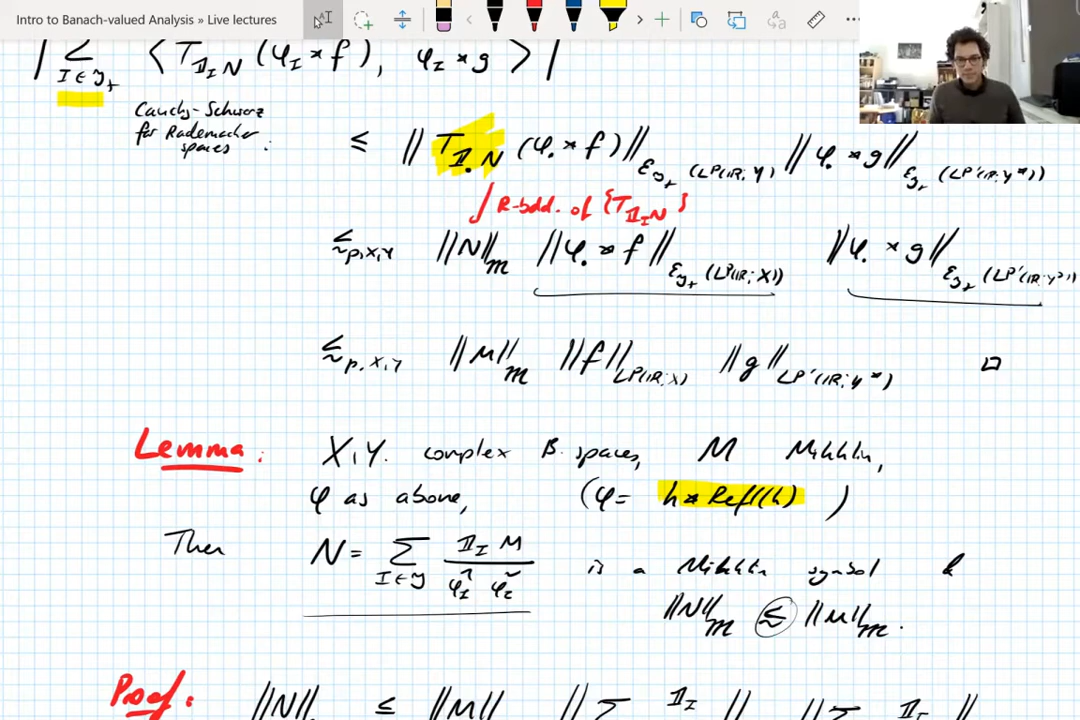 Intro to Banach-valued Analysis » Live lectures
| ∑_{I∈𝒥₊} ⟨ T_{𝟙_I N} (φ_I * f), φ_I * g ⟩ |
Cauchy-Schwarz
for Rademacher
spaces:
≤ ‖ T_{𝟙. N} (φ. * f) ‖_{ε_{𝒥₊}(L^p(ℝ; Y))} ‖ φ. * g ‖_{ε_{𝒥₊}(L^{p'}(ℝ; Y*))}
R-bdd. of {T_{𝟙_I N}}
≲_{p,X,Y} ‖N‖_𝓂 ‖φ. * f‖_{ε_{𝒥₊}(L^p(ℝ; X))} ‖φ. * g‖_{ε_{𝒥₊}(L^{p'}(ℝ; Y*))}
≲_{p,X,Y} ‖M‖_𝓂 ‖f‖_{L^p(ℝ; X)} ‖g‖_{L^{p'}(ℝ; Y*)} □
Lemma: X, Y. complex B. spaces, M Mikhlin,
φ as above, (φ = h * Refl(h) )
Then N = ∑_{I∈𝒥} 𝟙_I M / φ̂_I φ̌_I is a Mikhlin symbol &
‖N‖_𝓂 ≲ ‖M‖_𝓂.
Proof: ‖N‖ ≤ ‖M‖ ‖ ∑ 𝟙_I ‖ ‖ ∑ 𝟙_I ‖